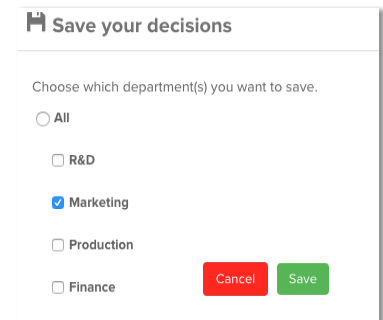 Save your decisions
Choose which department(s) you want to save.
All
R&D
Marketing
Production
Finance
Cancel
Save